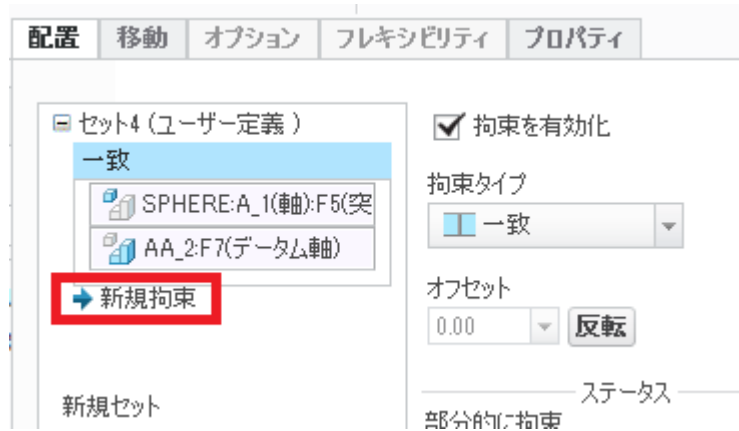 配置 移動 オプション フレキシビリティ プロパティ
セット4 (ユーザー定義 )
一致
SPHERE:A_1(軸):F5(突
AA_2:F7(データム軸)
新規拘束
新規セット
拘束を有効化
拘束タイプ
一致
オフセット
0.00 反転
ステータス
部分的に拘束